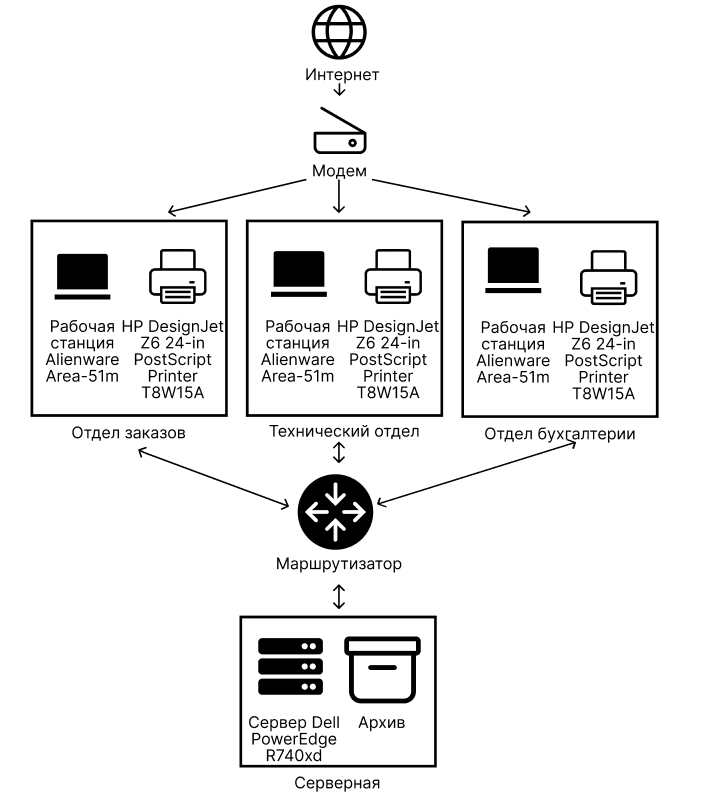 Интернет
Модем
Рабочая
станция
Alienware
Area-51m
HP DesignJet
Z6 24-in
PostScript
Printer
T8W15A
Отдел заказов
Рабочая
станция
Alienware
Area-51m
HP DesignJet
Z6 24-in
PostScript
Printer
T8W15A
Технический отдел
Рабочая
станция
Alienware
Area-51m
HP DesignJet
Z6 24-in
PostScript
Printer
T8W15A
Отдел бухгалтерии
Маршрутизатор
Сервер Dell
PowerEdge
R740xd
Архив
Серверная